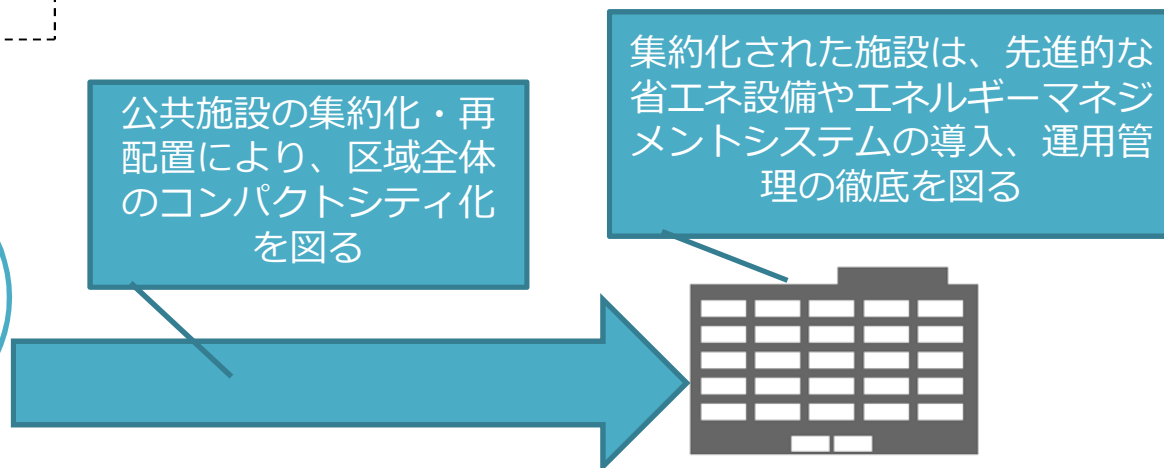 公共施設の集約化・再
配置により、区域全体
のコンパクトシティ化
を図る
集約化された施設は、先進的な
省エネ設備やエネルギーマネジ
メントシステムの導入、運用管
理の徹底を図る